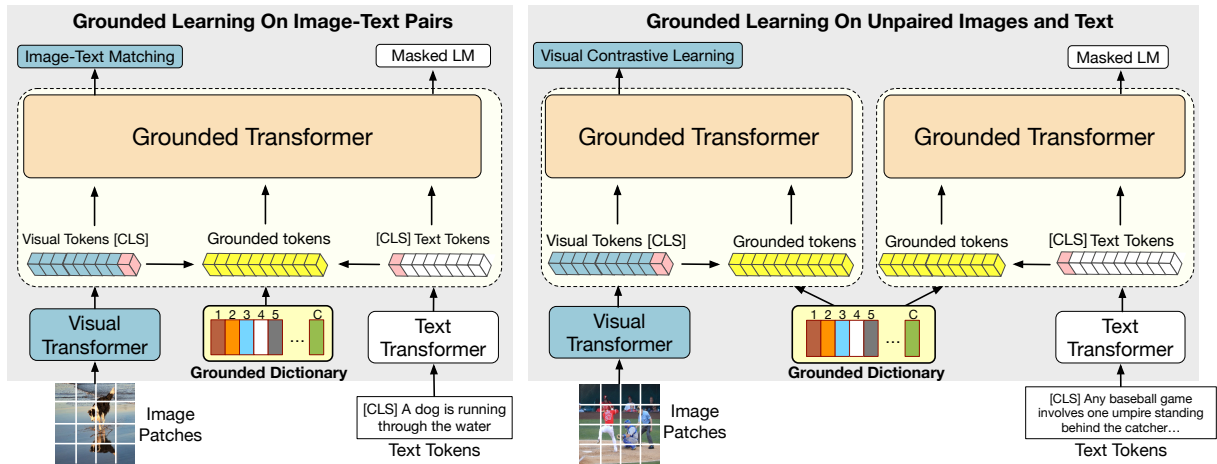 Grounded Learning On Image-Text Pairs
Image-Text Matching
Masked LM
Grounded Transformer
Visual Tokens [CLS]
Grounded tokens
[CLS] Text Tokens
Visual
Transformer
1 2 3 4 5 C
...
Grounded Dictionary
Text
Transformer
Image
Patches
[CLS] A dog is running
through the water
Text Tokens
Grounded Learning On Unpaired Images and Text
Visual Contrastive Learning
Masked LM
Grounded Transformer
Grounded Transformer
Visual Tokens [CLS]
Grounded tokens
Grounded tokens
[CLS] Text Tokens
Visual
Transformer
1 2 3 4 5 C
...
Grounded Dictionary
Text
Transformer
Image
Patches
[CLS] Any baseball game
involves one umpire standing
behind the catcher...
Text Tokens